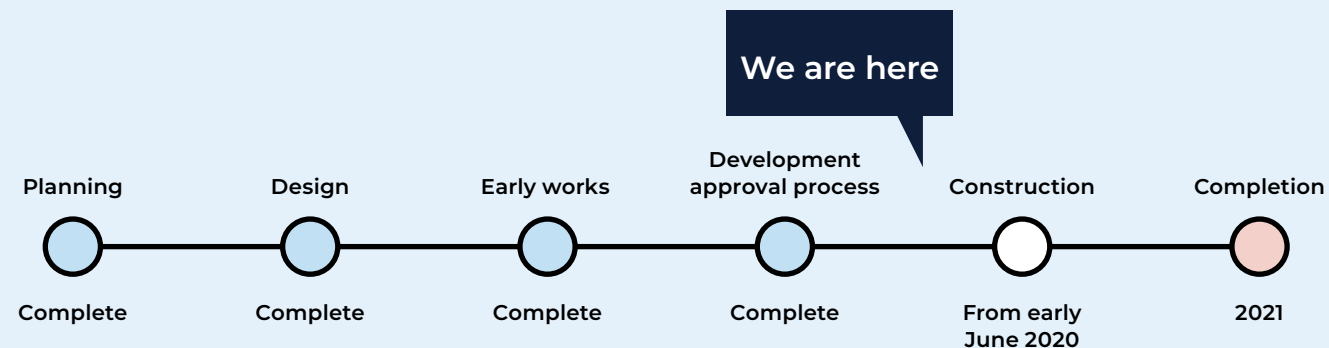 We are here
Planning
Design
Early works
Development
approval process
Construction
Completion
Complete
Complete
Complete
Complete
From early
June 2020
2021